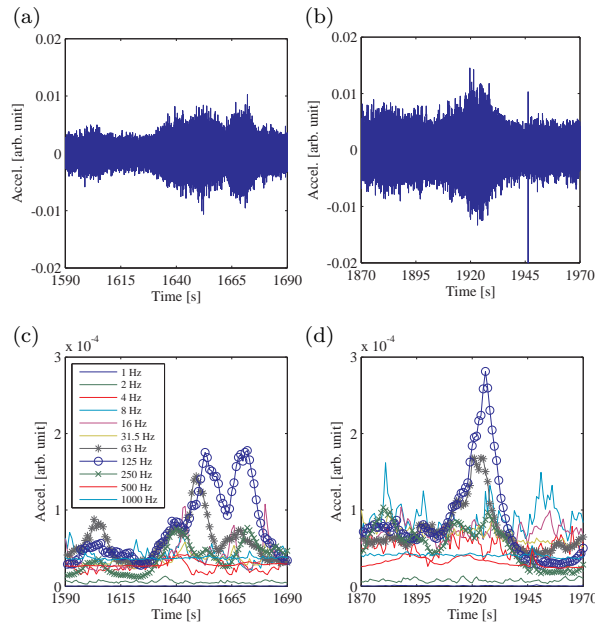 (a)
(b)
0.02
0.01
0
-0.01
-0.02
Accel. [arb. unit]
1590 1615 1640 1665 1690
Time [s]
0.02
0.01
0
-0.01
-0.02
Accel. [arb. unit]
1870 1895 1920 1945 1970
Time [s]
(c)
(d)
x 10^-4
3
2
1
0
Accel. [arb. unit]
1 Hz
2 Hz
4 Hz
8 Hz
16 Hz
31.5 Hz
63 Hz
125 Hz
250 Hz
500 Hz
1000 Hz
1590 1615 1640 1665 1690
Time [s]
x 10^-4
3
2
1
0
Accel. [arb. unit]
1870 1895 1920 1945 1970
Time [s]